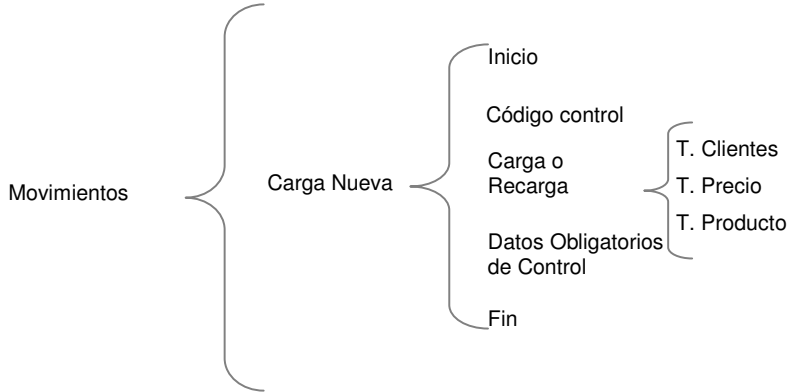 Movimientos
Carga Nueva
Inicio
Código control
Carga o
Recarga
T. Clientes
T. Precio
T. Producto
Datos Obligatorios
de Control
Fin